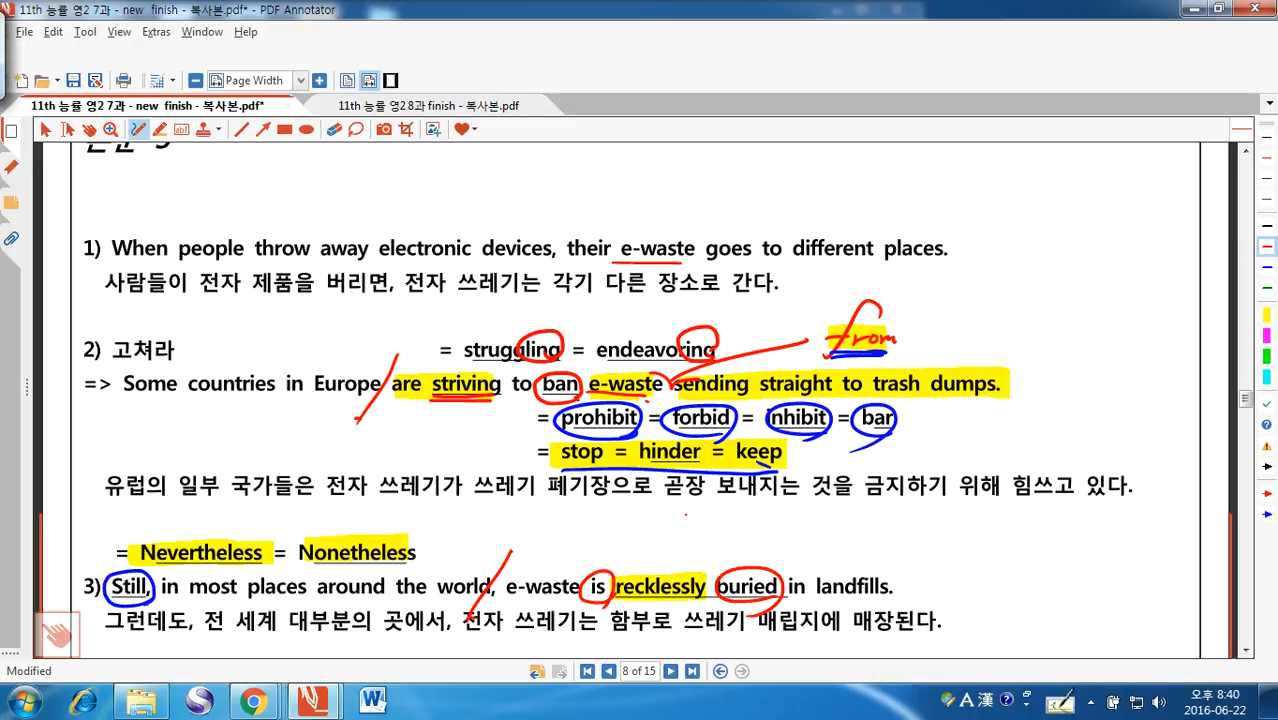 11th 능률 영2 7과 - new finish - 복사본.pdf* - PDF Annotator
File Edit Tool View Extras Window Help
Page Width
11th 능률 영2 7과 - new finish - 복사본.pdf*
11th 능률 영2 8과 finish - 복사본.pdf
1) When people throw away electronic devices, their e-waste goes to different places.
사람들이 전자 제품을 버리면, 전자 쓰레기는 각기 다른 장소로 간다.
from
2) 고쳐라 = struggling = endeavoring
=> Some countries in Europe are striving to ban e-waste sending straight to trash dumps.
= prohibit = forbid = inhibit = bar
= stop = hinder = keep
유럽의 일부 국가들은 전자 쓰레기가 쓰레기 폐기장으로 곧장 보내지는 것을 금지하기 위해 힘쓰고 있다.
= Nevertheless = Nonetheless
3) Still, in most places around the world, e-waste is recklessly buried in landfills.
그런데도, 전 세계 대부분의 곳에서, 전자 쓰레기는 함부로 쓰레기 매립지에 매장된다.
Modified
8 of 15
A 漢
오후 8:40
2016-06-22